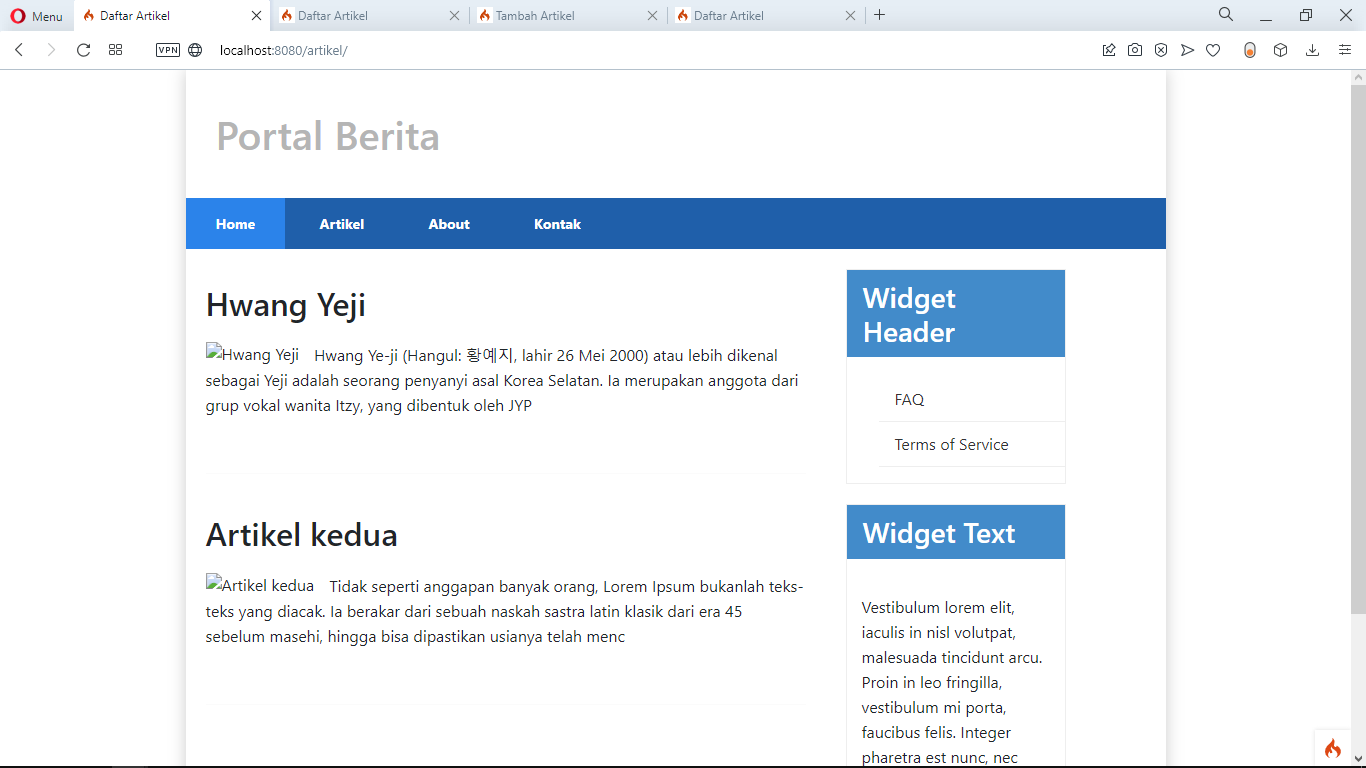 Menu
Daftar Artikel
Daftar Artikel
Tambah Artikel
Daftar Artikel
VPN
localhost:8080/artikel/
Portal Berita
Home
Artikel
About
Kontak
Hwang Yeji
Hwang Yeji Hwang Ye-ji (Hangul: 황예지, lahir 26 Mei 2000) atau lebih dikenal
sebagai Yeji adalah seorang penyanyi asal Korea Selatan. Ia merupakan anggota dari
grup vokal wanita Itzy, yang dibentuk oleh JYP
Artikel kedua
Artikel kedua Tidak seperti anggapan banyak orang, Lorem Ipsum bukanlah teks-
teks yang diacak. Ia berakar dari sebuah naskah sastra latin klasik dari era 45
sebelum masehi, hingga bisa dipastikan usianya telah menc
Widget
Header
FAQ
Terms of Service
Widget Text
Vestibulum lorem elit,
iaculis in nisl volutpat,
malesuada tincidunt arcu.
Proin in leo fringilla,
vestibulum mi porta,
faucibus felis. Integer
pharetra est nunc, nec